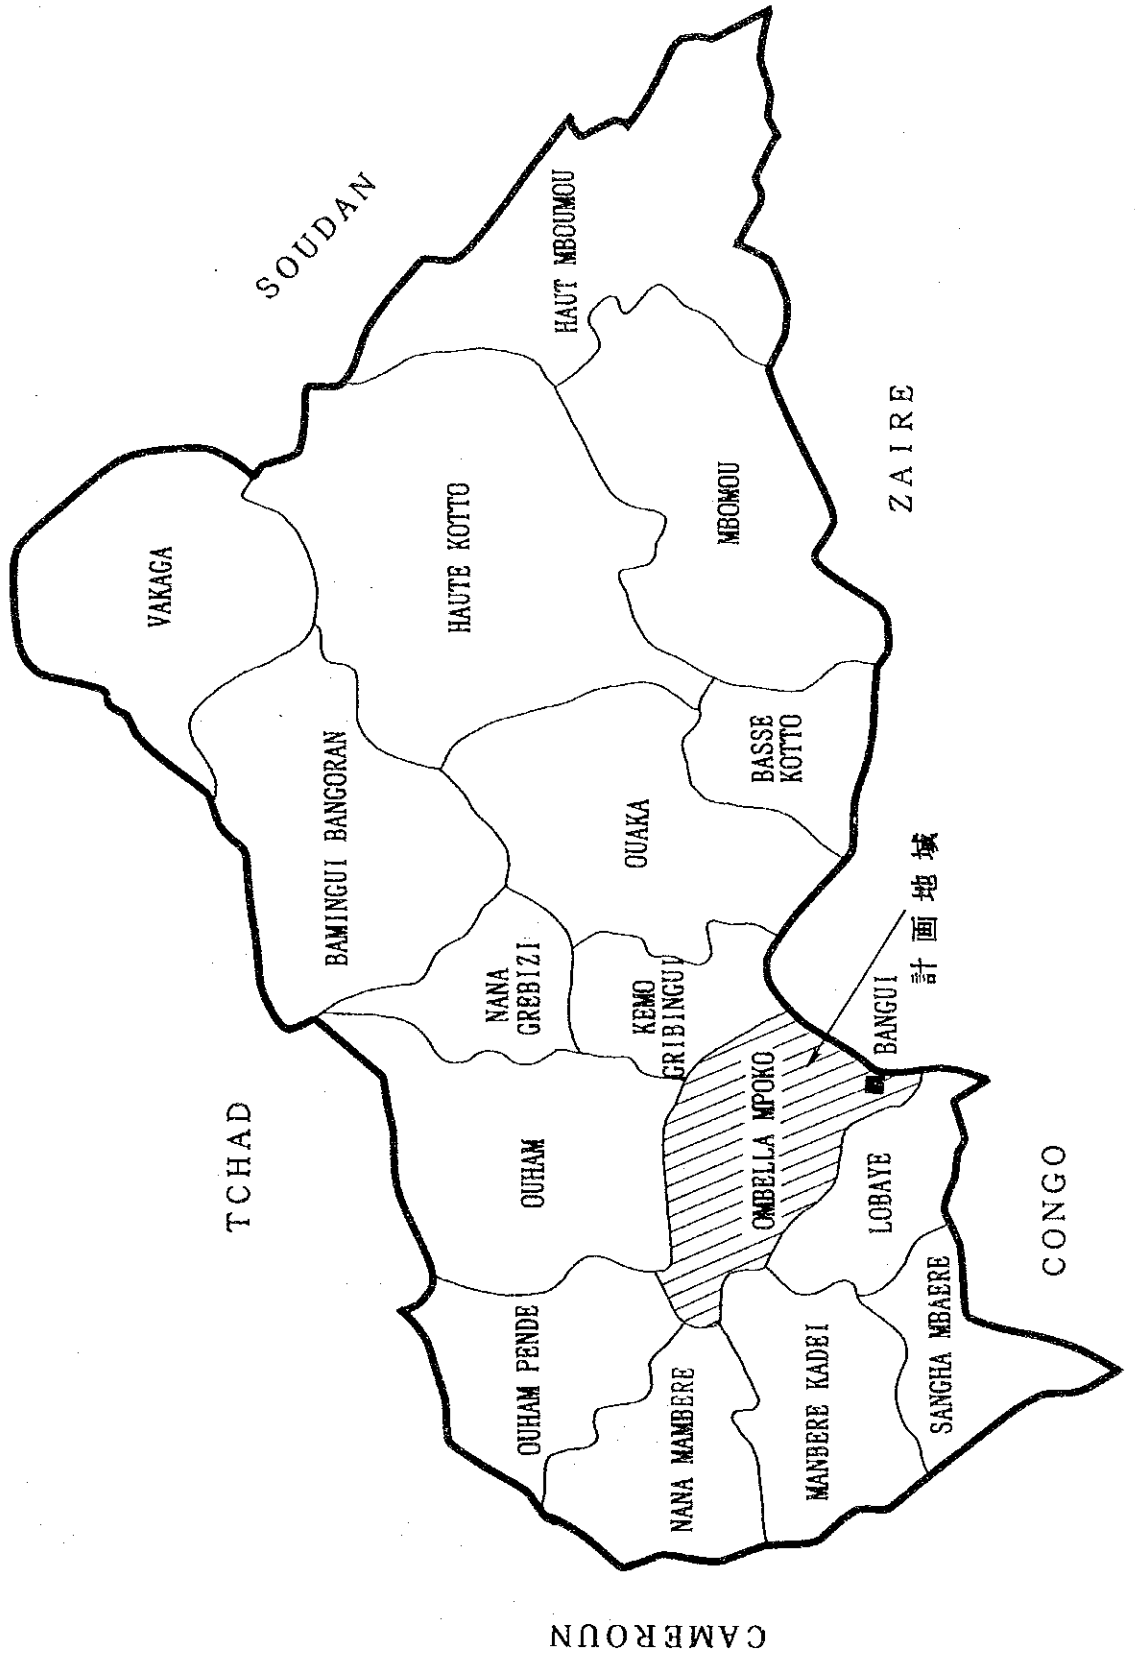 SOUDAN
TCHAD
CAMEROUN
CONGO
ZAIRE
VAKAGA
BAMINGUI BANGORAN
HAUTE KOTTO
HAUT MBOUMOU
MBOMOU
BASSE
KOTTO
OUAKA
NANA
GREBIZI
KEMO
GRIBINGUI
OUHAM
OUHAM PENDE
NANA MAMBERE
MANBERE KADEI
SANGHA MBAERE
LOBAYE
OMBELLA MPOKO
BANGUI
計画地域